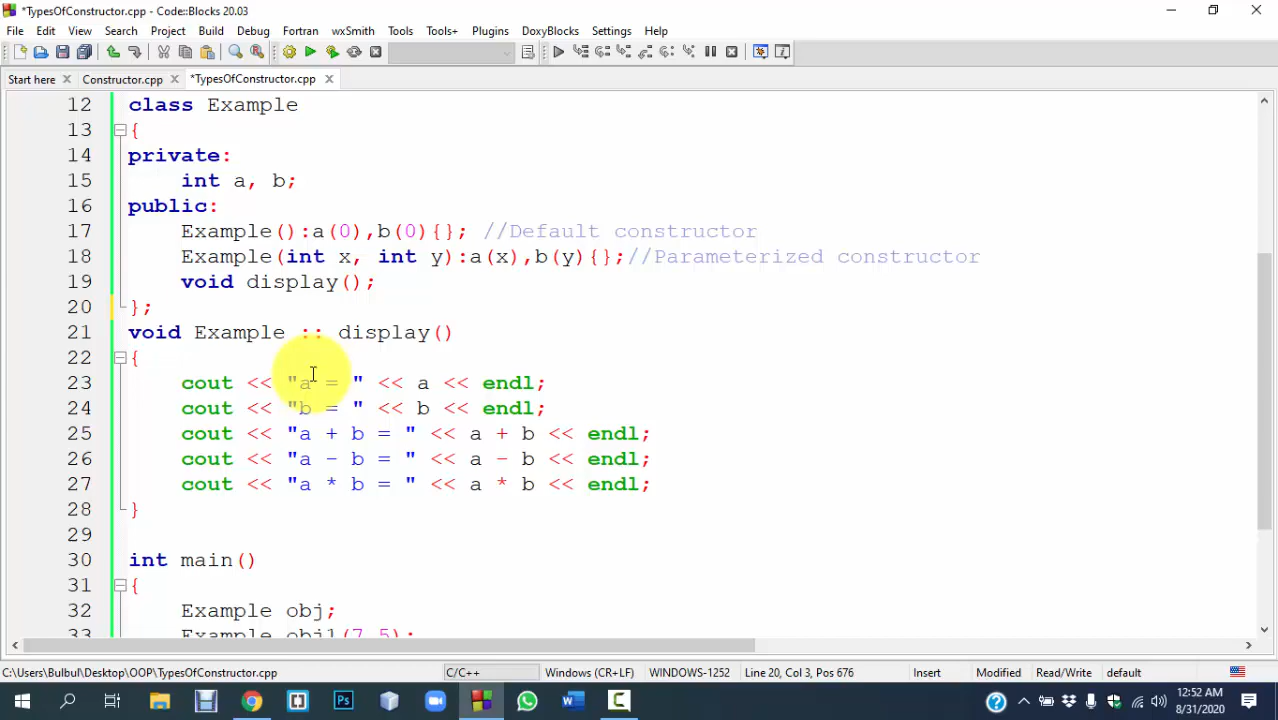 *TypesOfConstructor.cpp - Code::Blocks 20.03
File Edit View Search Project Build Debug Fortran wxSmith Tools Tools+ Plugins DoxyBlocks Settings Help
Start here Constructor.cpp *TypesOfConstructor.cpp
12 class Example
13 {
14 private:
15 int a, b;
16 public:
17 Example():a(0),b(0){}; //Default constructor
18 Example(int x, int y):a(x),b(y){};//Parameterized constructor
19 void display();
20 };
21 void Example :: display()
22 {
23 cout << "a = " << a << endl;
24 cout << "b = " << b << endl;
25 cout << "a + b = " << a + b << endl;
26 cout << "a - b = " << a - b << endl;
27 cout << "a * b = " << a * b << endl;
28 }
29
30 int main()
31 {
32 Example obj;
33 Example obj1(7,5);
C:\Users\Bulbul\Desktop\OOP\TypesOfConstructor.cpp C/C++ Windows (CR+LF) WINDOWS-1252 Line 20, Col 3, Pos 676 Insert Modified Read/Write default
12:52 AM
8/31/2020